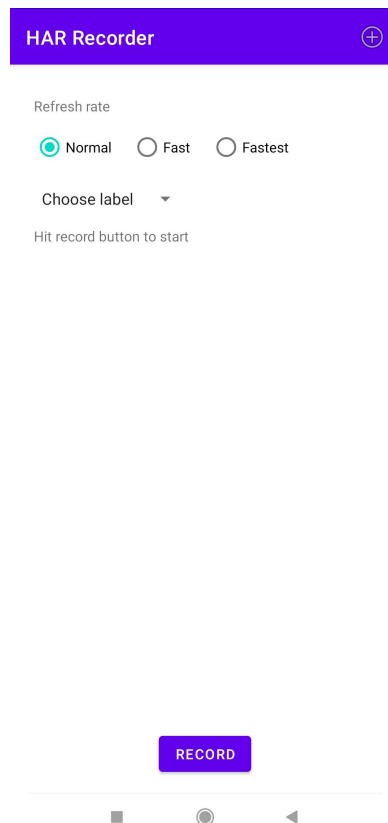 HAR Recorder
Refresh rate
Normal Fast Fastest
Choose label
Hit record button to start
RECORD